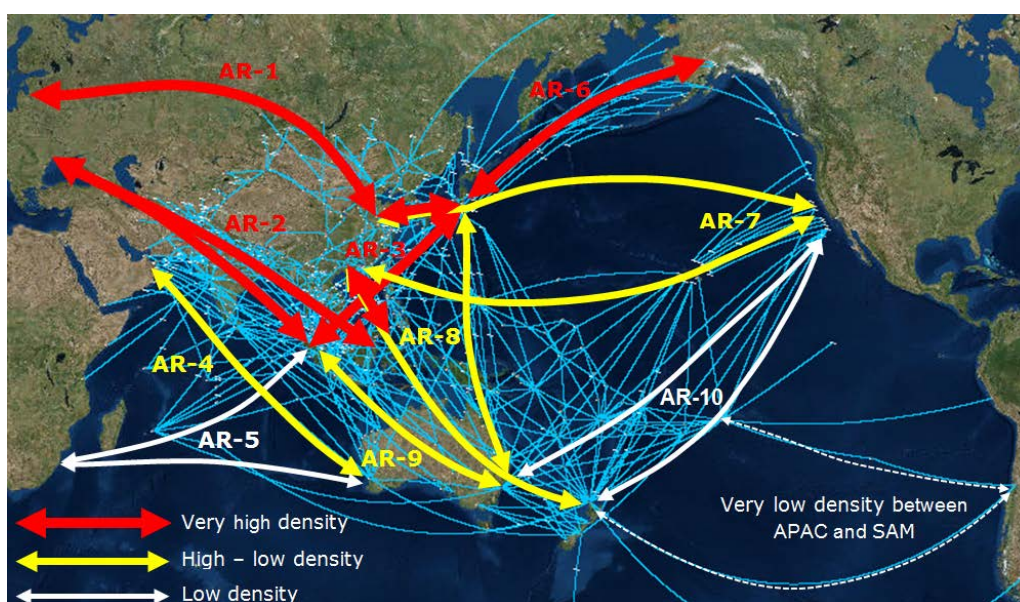 AR-1
AR-6
AR-2
AR-7
AR-3
AR-8
AR-4
AR-10
AR-5
AR-9
Very high density
High – low density
Low density
Very low density between
APAC and SAM